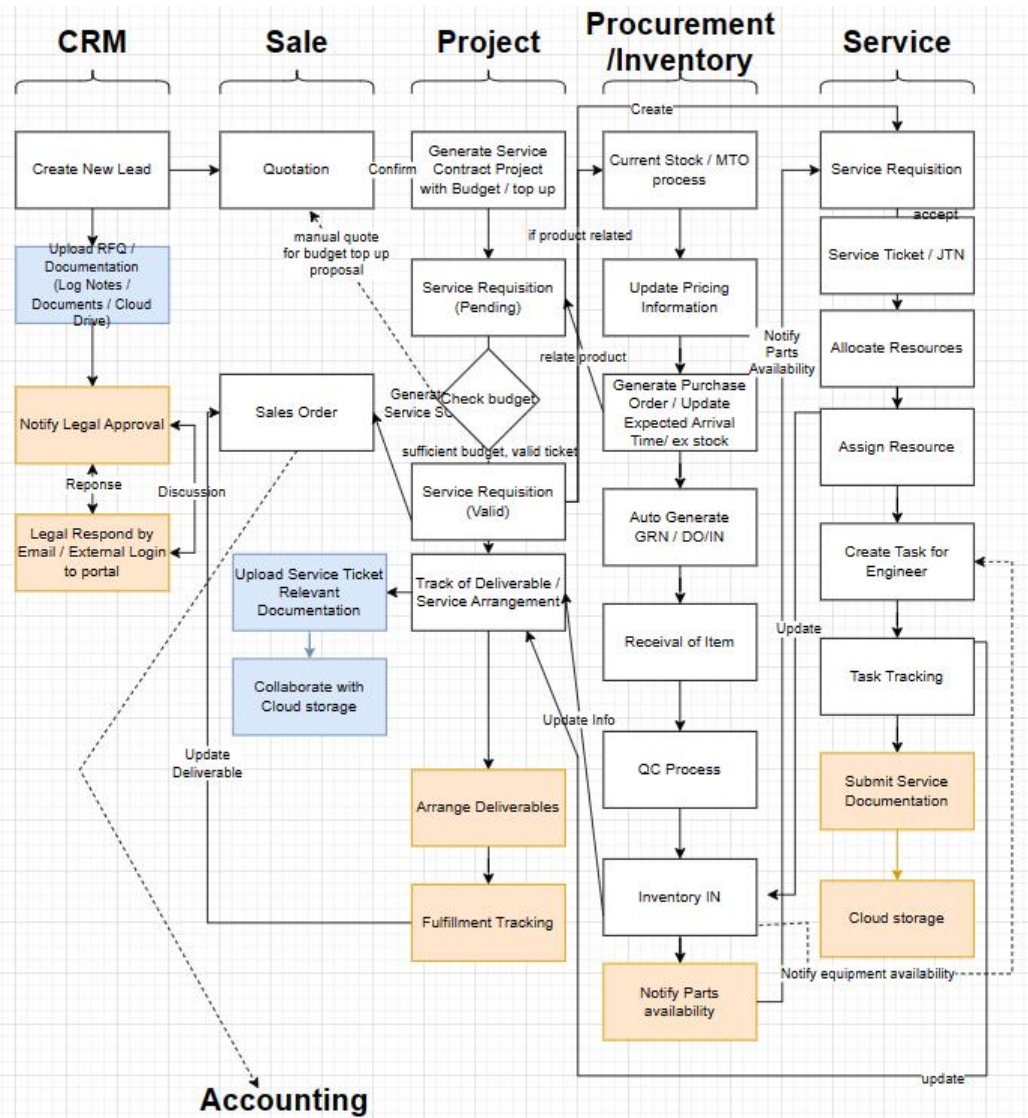 CRM
Sale
Project
Procurement
/Inventory
Service
Create New Lead
Upload RFQ /
Documentation
(Log Notes /
Documents / Cloud
Drive)
Notify Legal Approval
Reponse
Discussion
Legal Respond by
Email / External Login
to portal
Quotation
Confirm
manual quote
for budget top up
proposal
Sales Order
Generate
Service SO
Upload Service Ticket
Relevant
Documentation
Collaborate with
Cloud storage
Update
Deliverable
Generate Service
Contract Project
with Budget / top up
Service Requisition
(Pending)
Check budget
sufficient budget, valid ticket
Service Requisition
(Valid)
Track of Deliverable /
Service Arrangement
Arrange Deliverables
Fulfillment Tracking
Create
Current Stock / MTO
process
if product related
Update Pricing
Information
relate product
Generate Purchase
Order / Update
Expected Arrival
Time/ ex stock
Auto Generate
GRN / DO/IN
Receival of Item
Update Info
QC Process
Inventory IN
Notify Parts
availability
Service Requisition
accept
Service Ticket / JTN
Notify
Parts
Availability
Allocate Resources
Assign Resource
Create Task for
Engineer
Update
Task Tracking
Submit Service
Documentation
Cloud storage
Notify equipment availability
update
Accounting